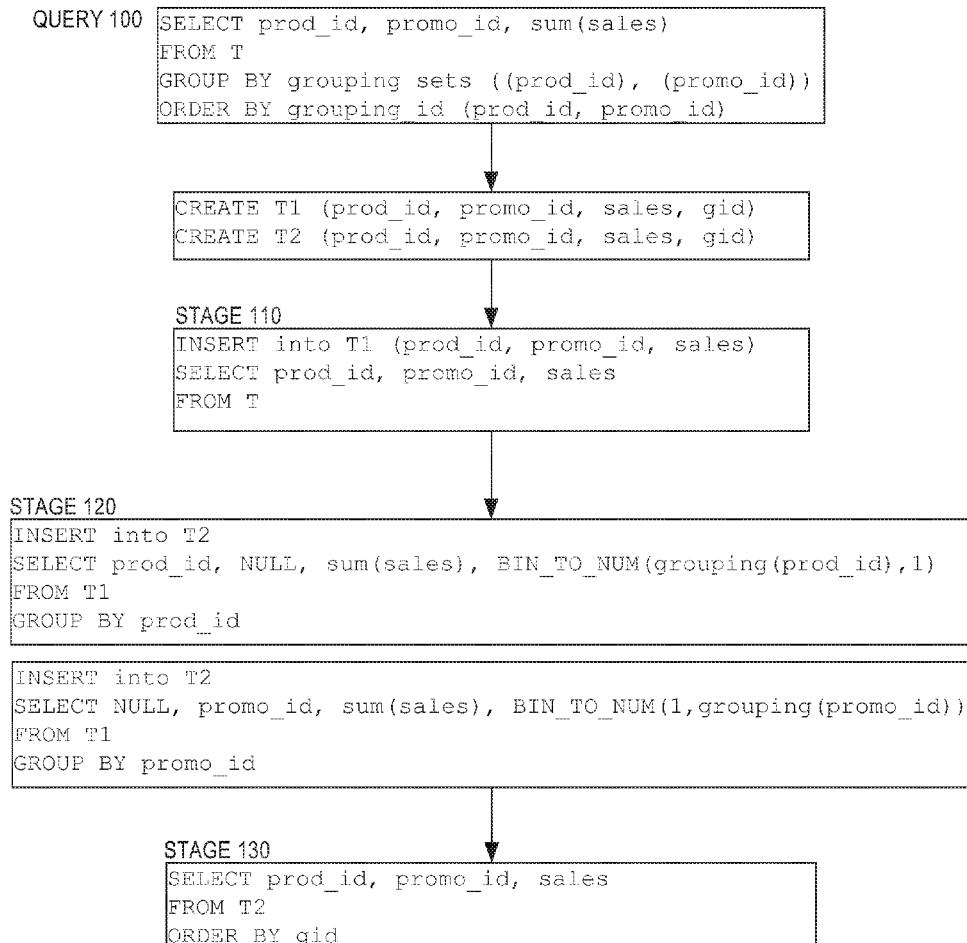 QUERY 100
SELECT prod_id, promo_id, sum(sales)
FROM T
GROUP BY grouping sets ((prod_id), (promo_id))
ORDER BY grouping_id (prod_id, promo_id)
CREATE T1 (prod_id, promo_id, sales, gid)
CREATE T2 (prod_id, promo_id, sales, gid)
STAGE 110
INSERT into T1 (prod_id, promo_id, sales)
SELECT prod_id, promo_id, sales
FROM T
STAGE 120
INSERT into T2
SELECT prod_id, NULL, sum(sales), BIN_TO_NUM(grouping(prod_id),1)
FROM T1
GROUP BY prod_id
INSERT into T2
SELECT NULL, promo_id, sum(sales), BIN_TO_NUM(1,grouping(promo_id))
FROM T1
GROUP BY promo_id
STAGE 130
SELECT prod_id, promo_id, sales
FROM T2
ORDER BY gid